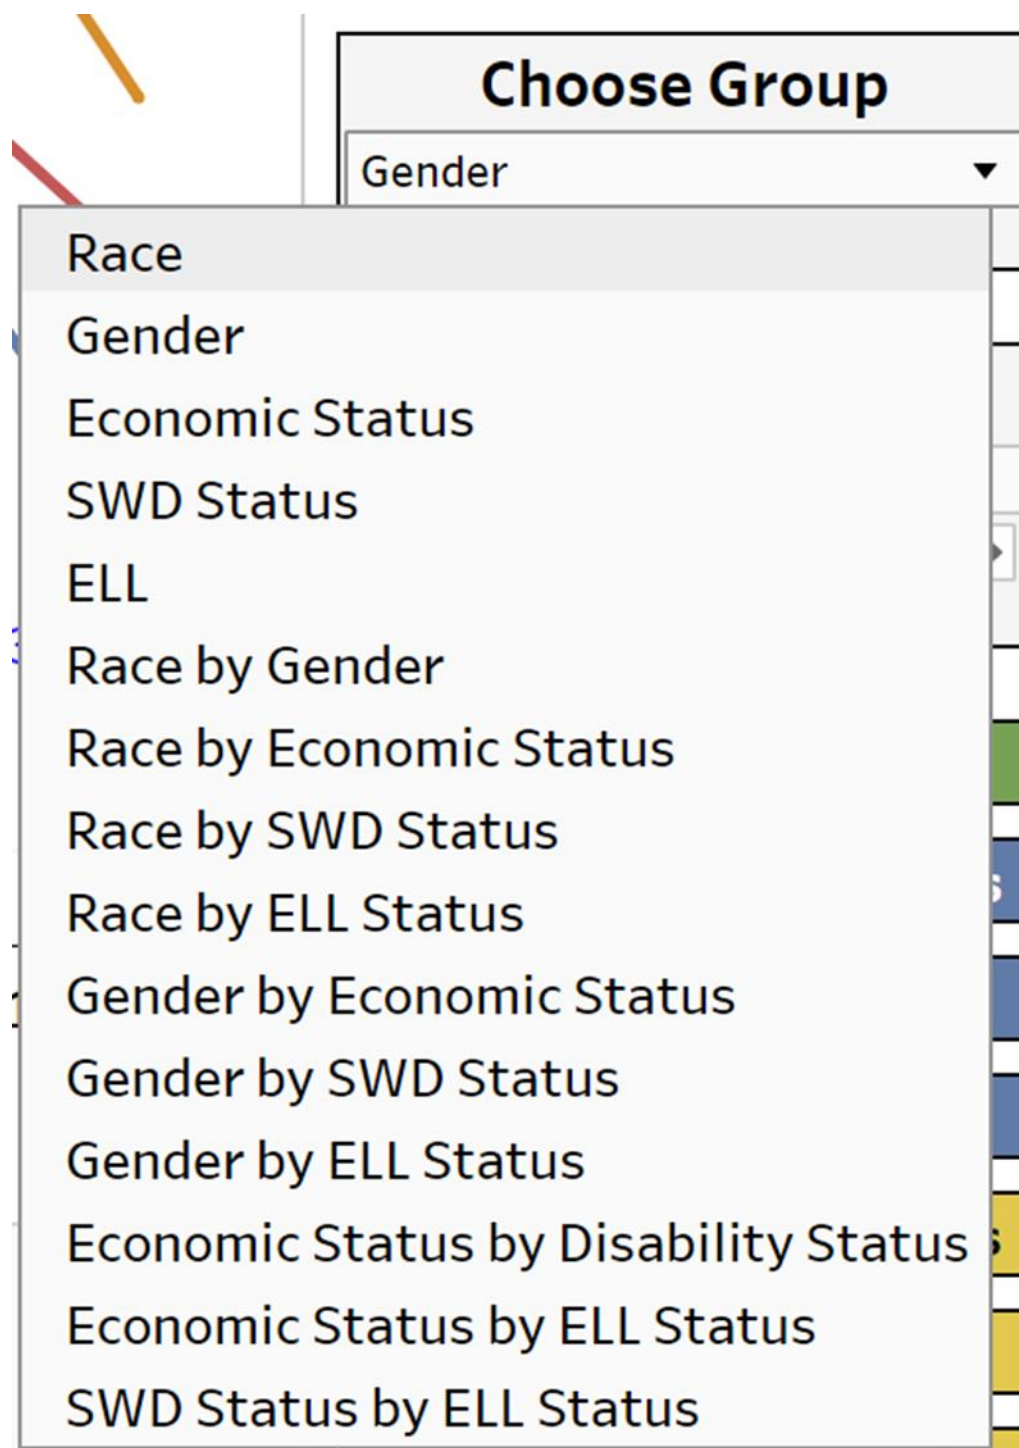 Choose Group
Gender
Race
Gender
Economic Status
SWD Status
ELL
Race by Gender
Race by Economic Status
Race by SWD Status
Race by ELL Status
Gender by Economic Status
Gender by SWD Status
Gender by ELL Status
Economic Status by Disability Status
Economic Status by ELL Status
SWD Status by ELL Status